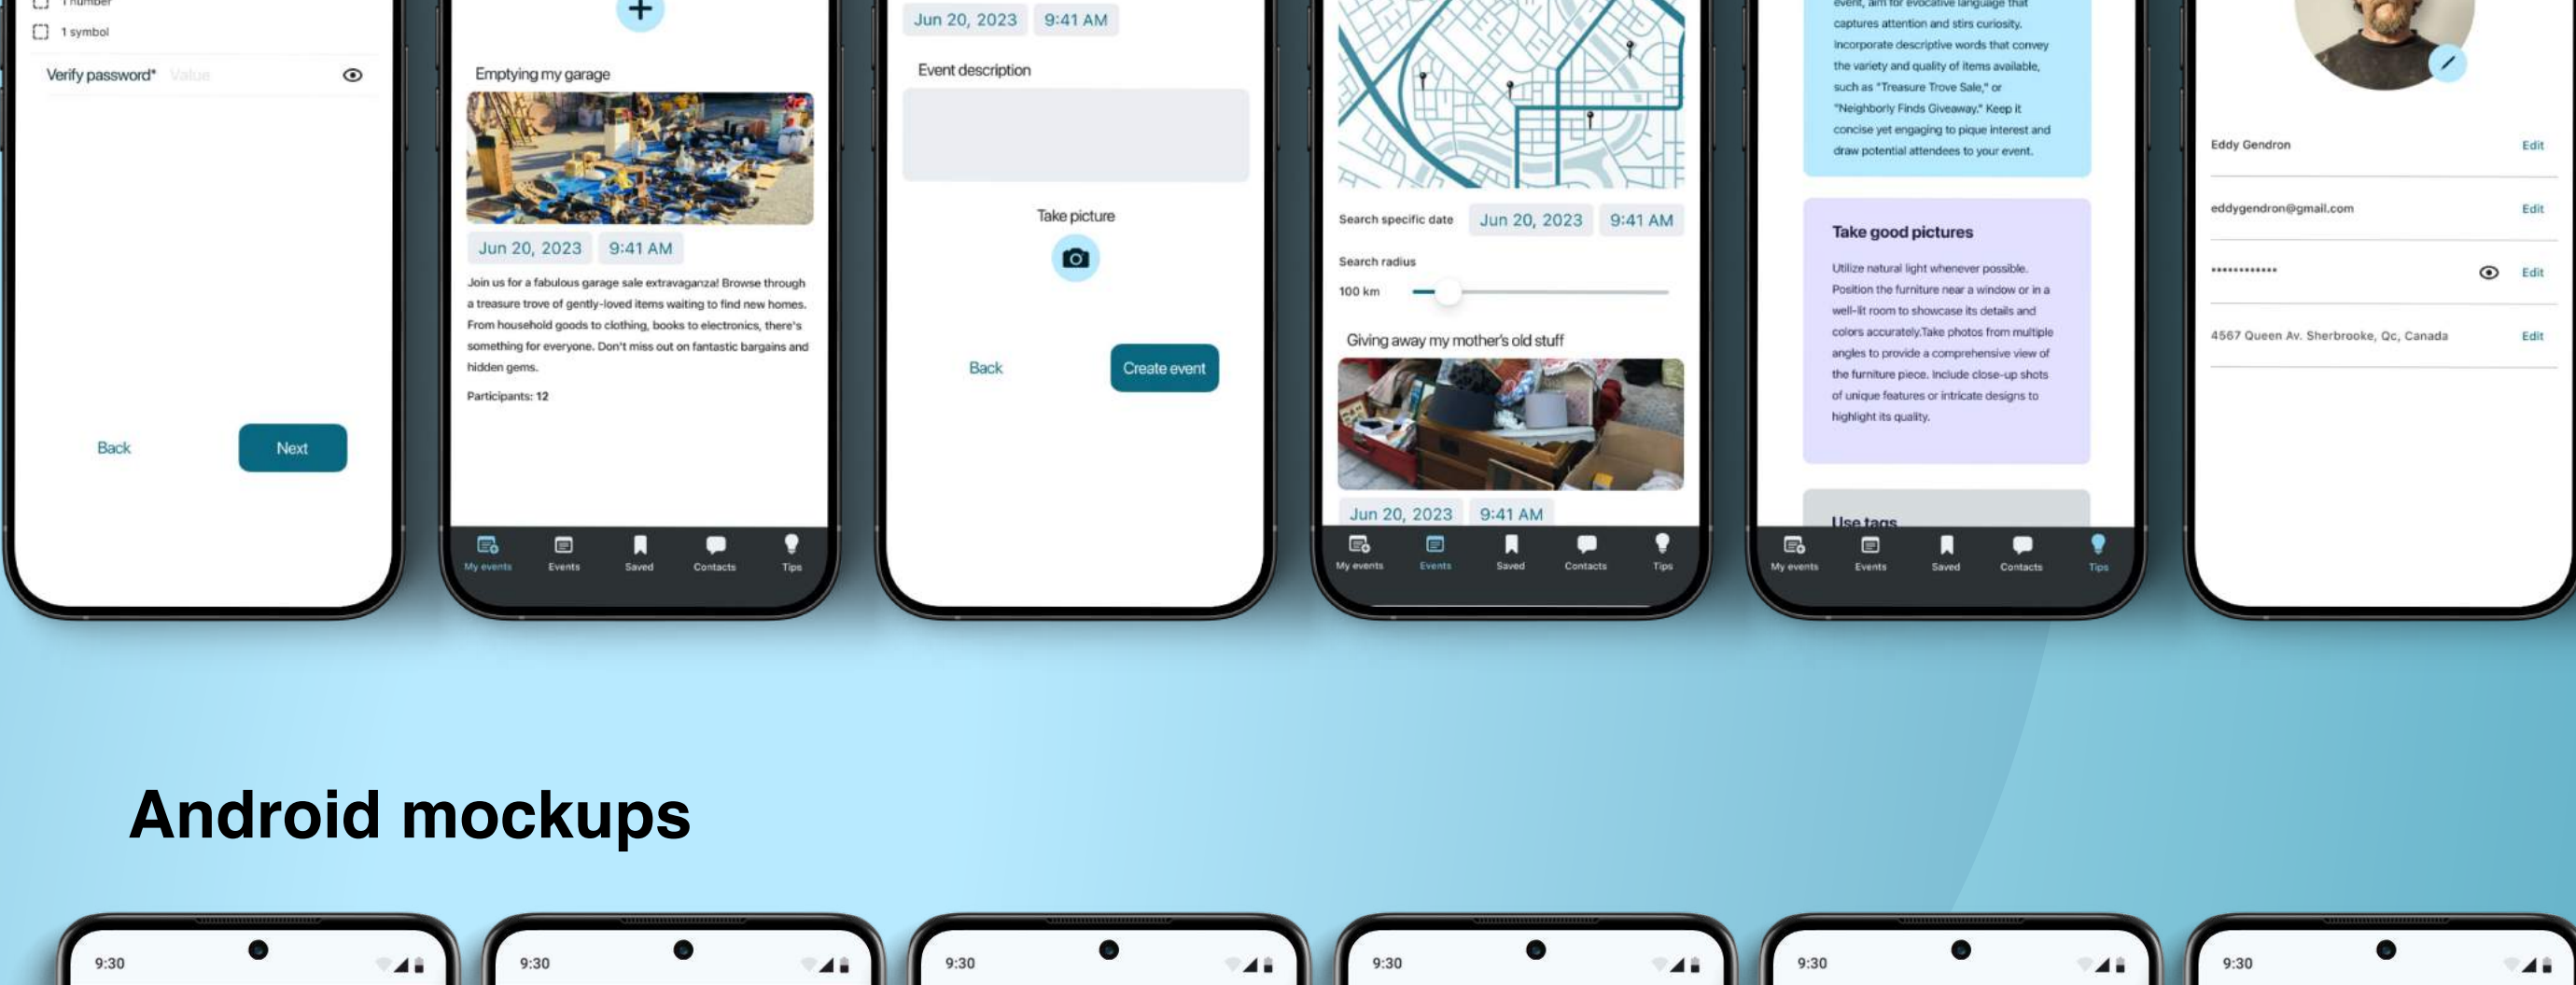 1 number
1 symbol
Verify password* Value
Back
Next
Emptying my garage
Jun 20, 2023
9:41 AM
Join us for a fabulous garage sale extravaganza! Browse through
a treasure trove of gently-loved items waiting to find new homes.
From household goods to clothing, books to electronics, there's
something for everyone. Don't miss out on fantastic bargains and
hidden gems.
Participants: 12
My events
Events
Saved
Contacts
Tips
Jun 20, 2023
9:41 AM
Event description
Take picture
Back
Create event
Search specific date
Jun 20, 2023
9:41 AM
Search radius
100 km
Giving away my mother's old stuff
Jun 20, 2023
9:41 AM
My events
Events
Saved
Contacts
Tips
event, aim for evocative language that
captures attention and stirs curiosity.
Incorporate descriptive words that convey
the variety and quality of items available,
such as "Treasure Trove Sale," or
"Neighborly Finds Giveaway." Keep it
concise yet engaging to pique interest and
draw potential attendees to your event.
Take good pictures
Utilize natural light whenever possible.
Position the furniture near a window or in a
well-lit room to showcase its details and
colors accurately.Take photos from multiple
angles to provide a comprehensive view of
the furniture piece. Include close-up shots
of unique features or intricate designs to
highlight its quality.
Use tags
My events
Events
Saved
Contacts
Tips
Eddy Gendron
Edit
eddygendron@gmail.com
Edit
************
Edit
4567 Queen Av. Sherbrooke, Qc, Canada
Edit
Android mockups
9:30
9:30
9:30
9:30
9:30
9:30